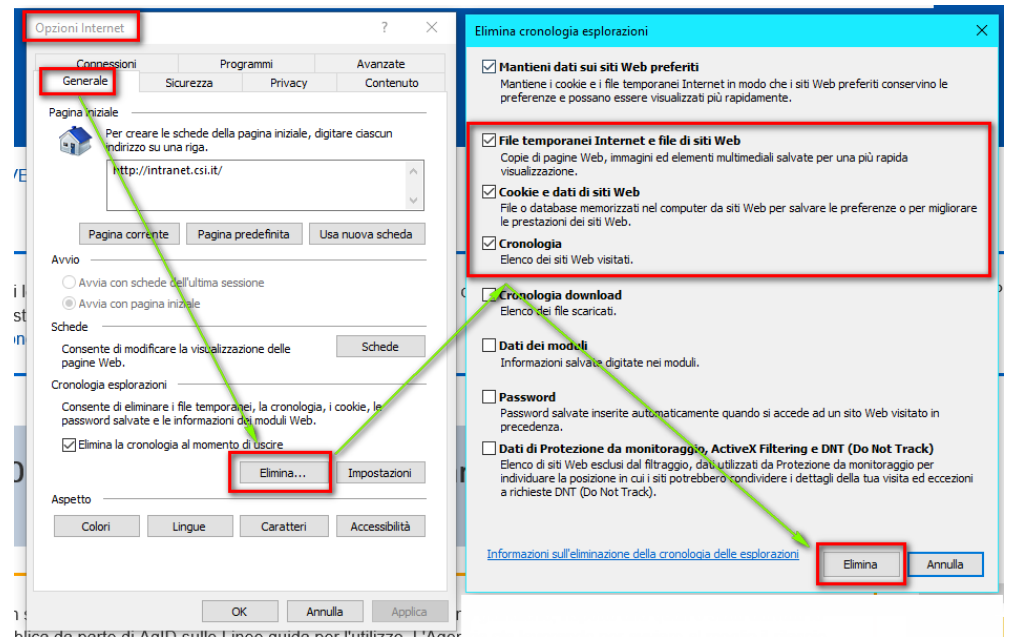 Opzioni Internet
?
Connessioni Programmi Avanzate
Generale Sicurezza Privacy Contenuto
Pagina iniziale
Per creare le schede della pagina iniziale, digitare ciascun
indirizzo su una riga.
http://intranet.csi.it/
Pagina corrente Pagina predefinita Usa nuova scheda
Avvio
Avvia con schede dell'ultima sessione
Avvia con pagina iniziale
Schede
Consente di modificare la visualizzazione delle
pagine Web.
Schede
Cronologia esplorazioni
Consente di eliminare i file temporanei, la cronologia, i cookie, le
password salvate e le informazioni dei moduli Web.
Elimina la cronologia al momento di uscire
Elimina... Impostazioni
Aspetto
Colori Lingue Caratteri Accessibilità
OK Annulla Applica
Elimina cronologia esplorazioni
Mantieni dati sui siti Web preferiti
Mantiene i cookie e i file temporanei Internet in modo che i siti Web preferiti conservino le
preferenze e possano essere visualizzati più rapidamente.
File temporanei Internet e file di siti Web
Copie di pagine Web, immagini ed elementi multimediali salvate per una più rapida
visualizzazione.
Cookie e dati di siti Web
File o database memorizzati nel computer da siti Web per salvare le preferenze o per migliorare
le prestazioni dei siti Web.
Cronologia
Elenco dei siti Web visitati.
Cronologia download
Elenco dei file scaricati.
Dati dei moduli
Informazioni salvate digitate nei moduli.
Password
Password salvate inserite automaticamente quando si accede ad un sito Web visitato in
precedenza.
Dati di Protezione da monitoraggio, ActiveX Filtering e DNT (Do Not Track)
Elenco di siti Web esclusi dal filtraggio, dati utilizzati da Protezione da monitoraggio per
individuare la posizione in cui i siti potrebbero condividere i dettagli della tua visita ed eccezioni
a richieste DNT (Do Not Track).
Informazioni sull'eliminazione della cronologia delle esplorazioni
Elimina Annulla
da parte di AgID sulle Linee guida per l'utilizzo. L'Agen